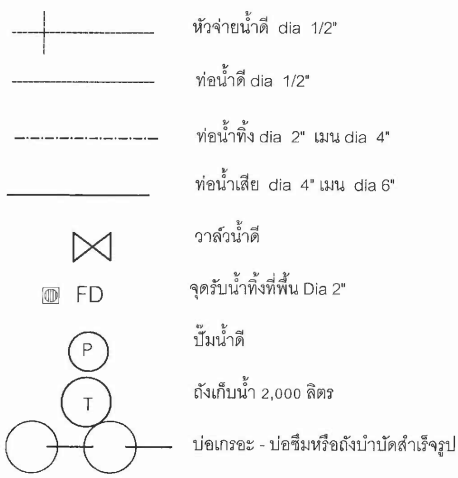 หัวจ่ายน้ำดี dia 1/2"
ท่อน้ำดี dia 1/2"
ท่อน้ำทิ้ง dia 2" เมน dia 4"
ท่อน้ำเสีย dia 4" เมน dia 6"
วาล์วน้ำดี
FD จุดรับน้ำทิ้งที่พื้น Dia 2"
P ปั๊มน้ำดี
T ถังเก็บน้ำ 2,000 ลิตร
บ่อเกรอะ - บ่อซึมหรือถังบำบัดสำเร็จรูป